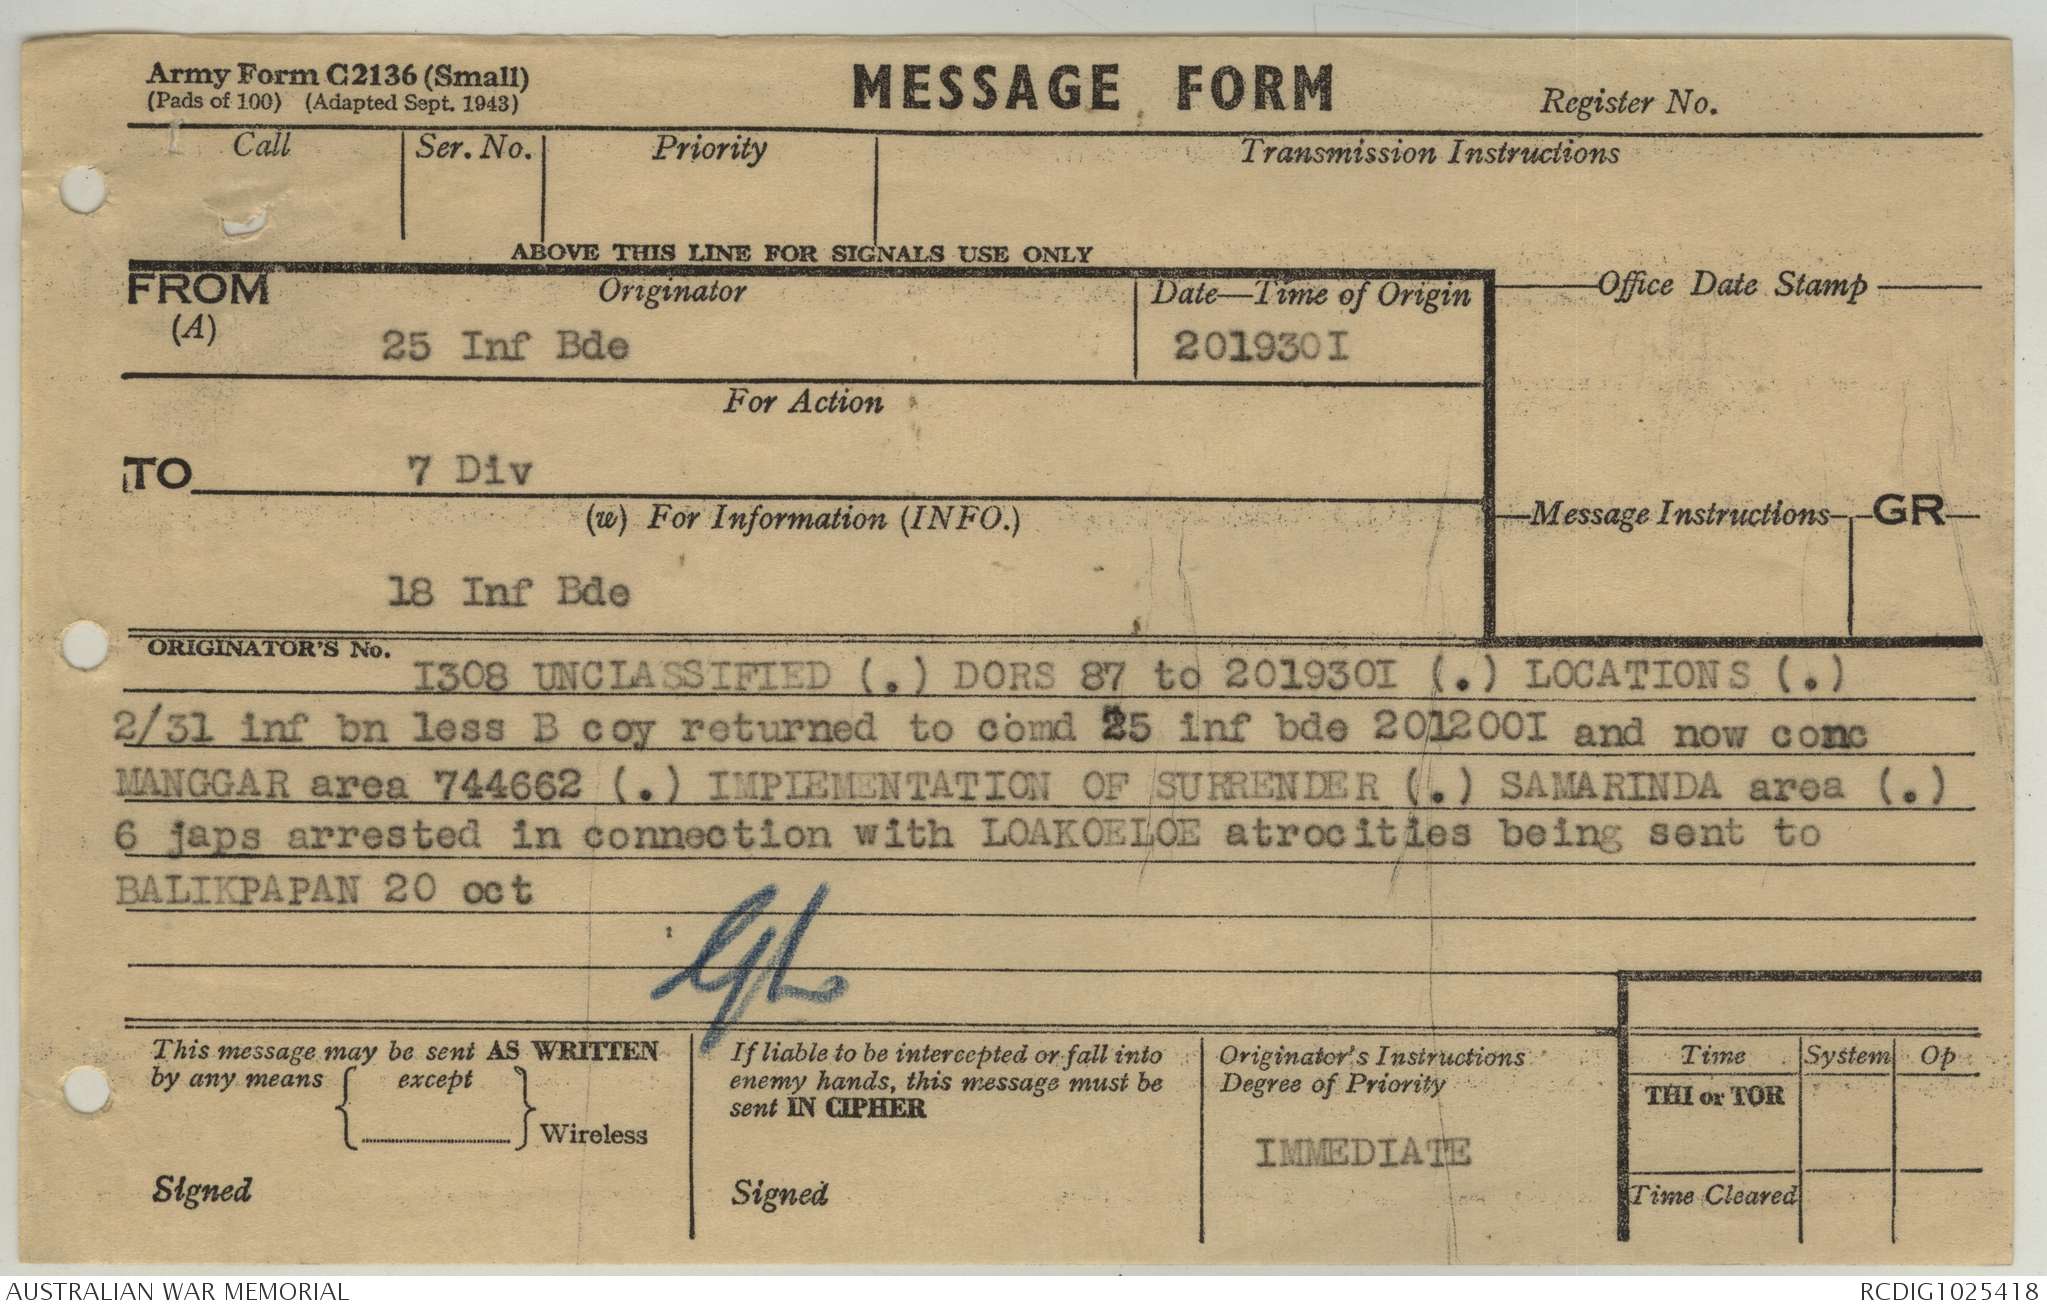 Army Form C2136 (Small)
(Pads of 100) (Adapted Sept. 1943)
MESSAGE FORM
Register No.
Call
Ser. No.
Priority
Transmission Instructions
ABOVE THIS LINE FOR SIGNALS USE ONLY
FROM
(A)
Originator
25 Inf Bde
Date—Time of Origin
201930I
Office Date Stamp
For Action
TO
7 Div
(w) For Information (INFO.)
18 Inf Bde
Message Instructions
GR
ORIGINATOR'S No.
I308 UNCLASSIFIED (.) DORS 87 to 201930I (.) LOCATIONS (.)
2/31 inf bn less B coy returned to comd 25 inf bde 201200I and now conc
MANGGAR area 744662 (.) IMPIEMENTATION OF SURRENDER (.) SAMARINDA area (.)
6 japs arrested in connection with LOAKOELOE atrocities being sent to
BALIKPAPAN 20 oct
This message may be sent AS WRITTEN
by any means
except
Wireless
Signed
If liable to be intercepted or fall into
enemy hands, this message must be
sent IN CIPHER
Signed
Originator's Instructions
Degree of Priority
IMMEDIATE
Time
System
Op
THI or TOR
Time Cleared
AUSTRALIAN WAR MEMORIAL
RCDIG1025418